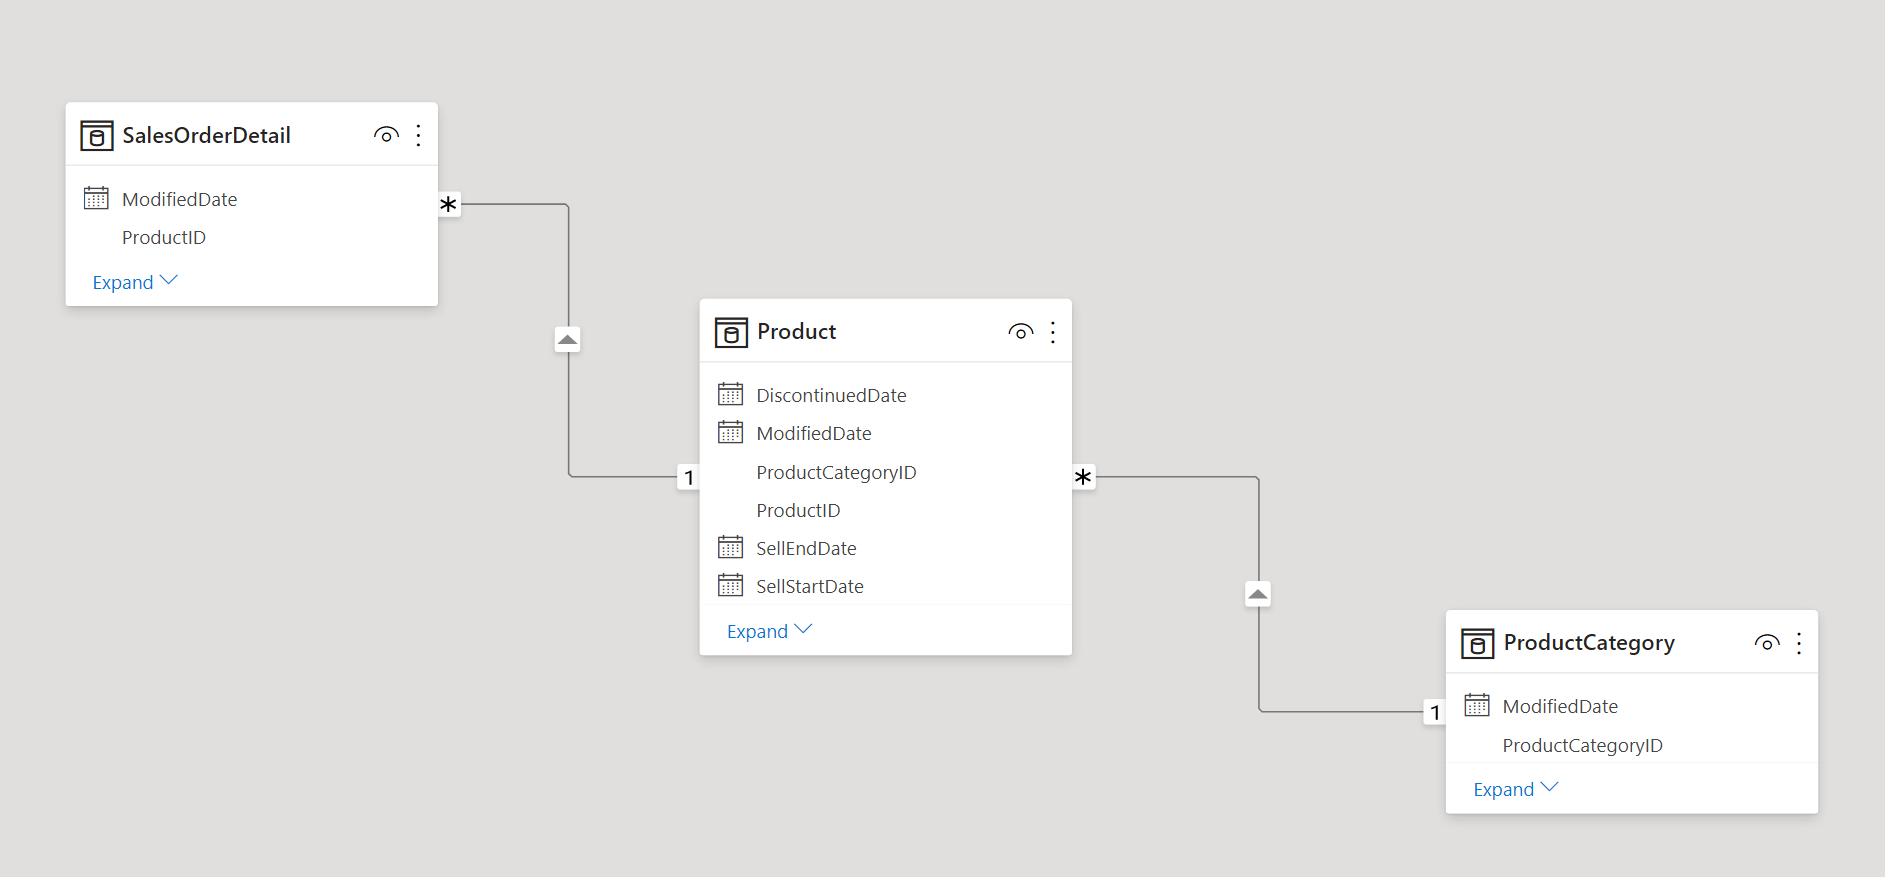 SalesOrderDetail
ModifiedDate
ProductID
Expand
*
1
Product
DiscontinuedDate
ModifiedDate
ProductCategoryID
ProductID
SellEndDate
SellStartDate
Expand
*
1
ProductCategory
ModifiedDate
ProductCategoryID
Expand